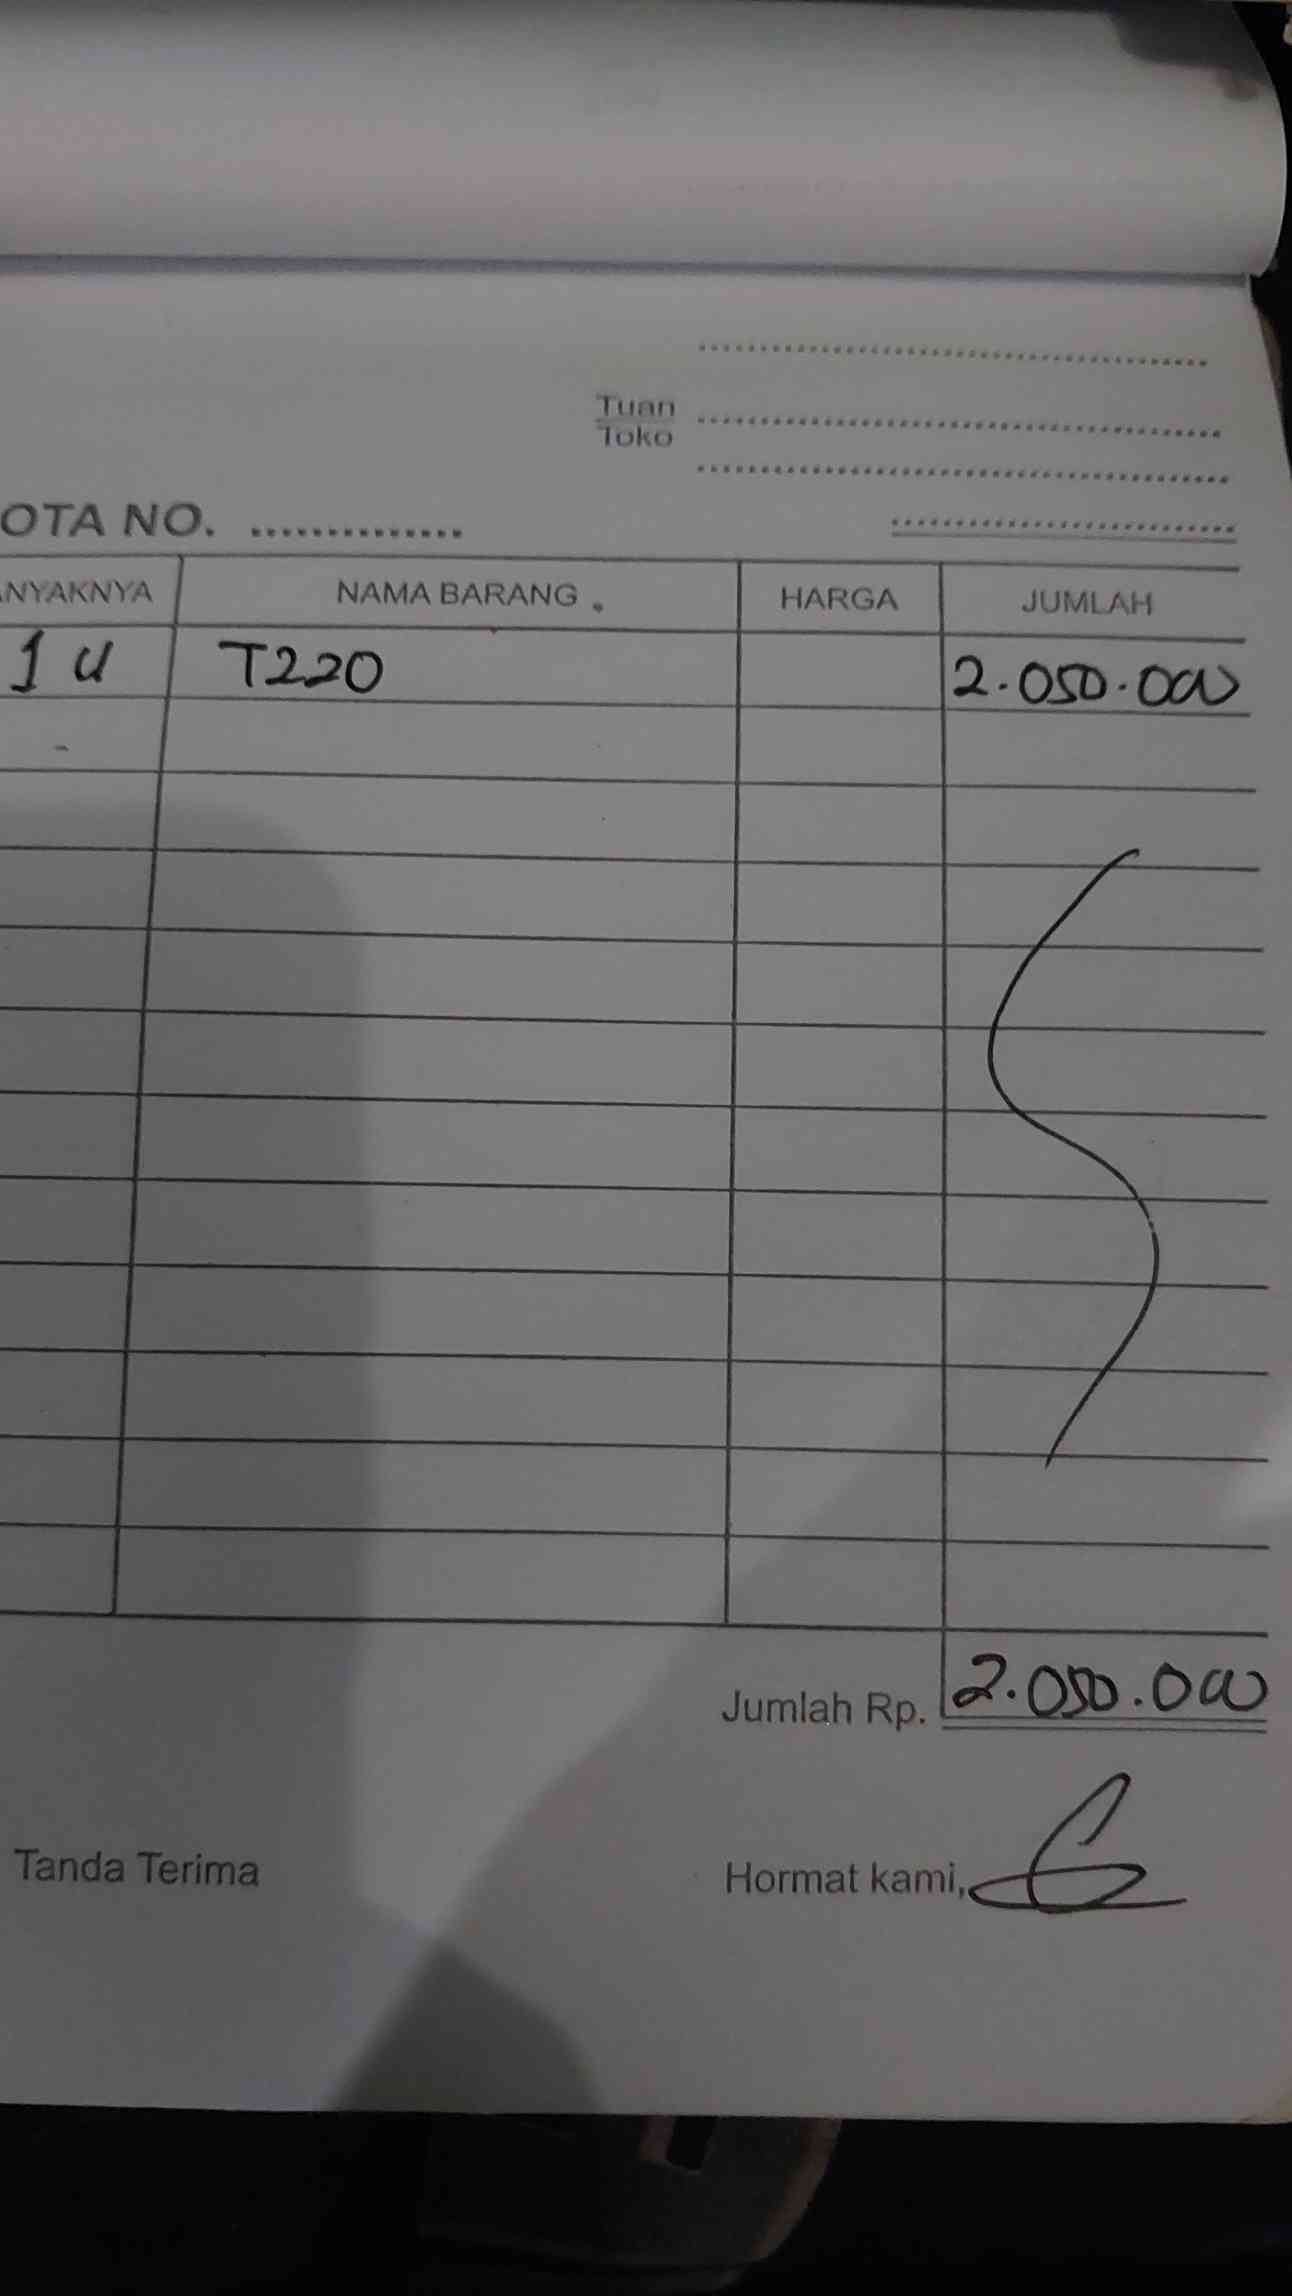 Tuan
Toko
OTA NO. ..............
ANYAKNYA NAMA BARANG HARGA JUMLAH
1 U T220 2.050.000
Jumlah Rp. 2.050.000
Tanda Terima Hormat kami,